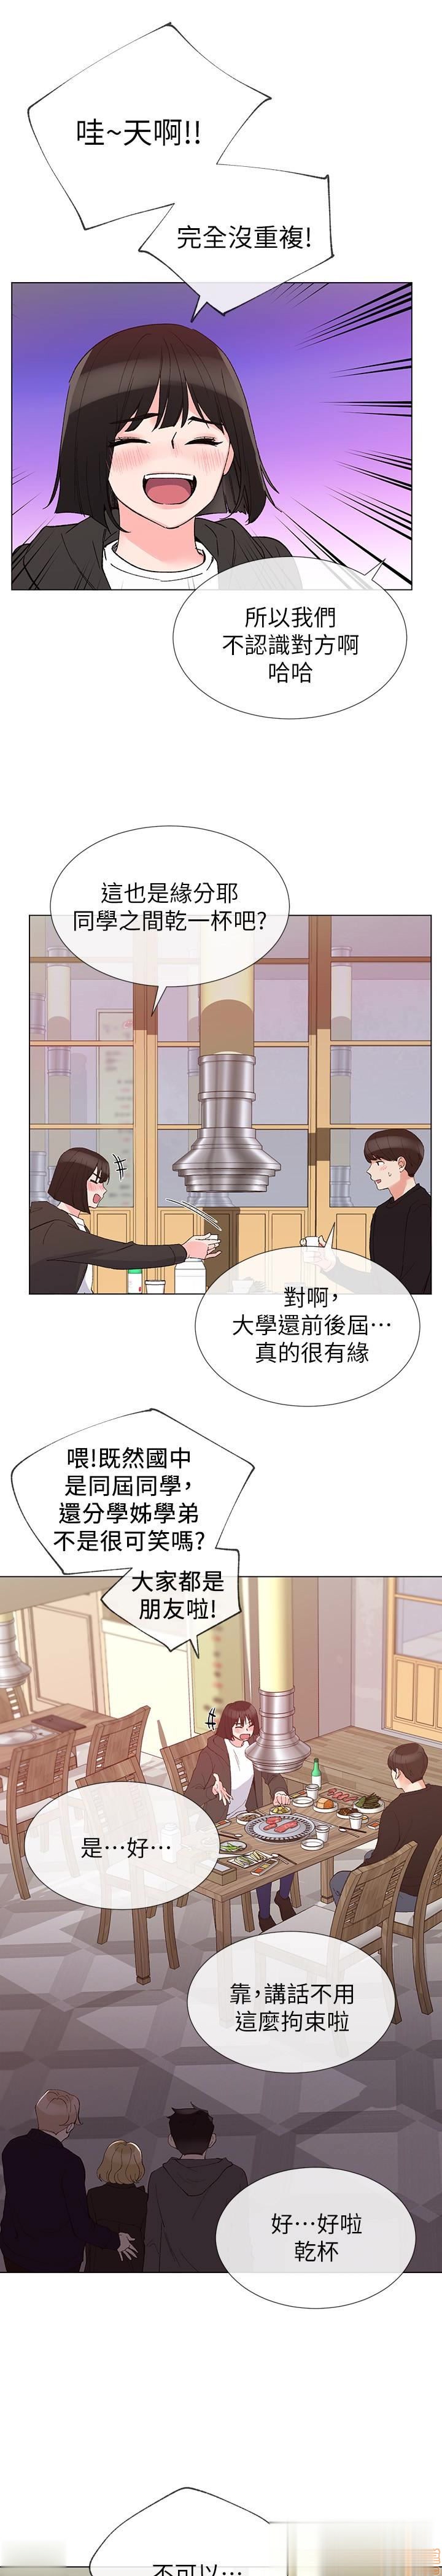 哇~天啊!!
完全沒重複!
所以我們
不認識對方啊
哈哈
這也是緣分耶
同學之間乾一杯吧?
對啊，
大學還前後屆⋯
真的很有緣
喂!既然國中
是同屆同學，
還分學姊學弟
不是很可笑嗎?
大家都是
朋友啦!
是⋯好⋯
靠，講話不用
這麼拘束啦
好⋯好啦
乾杯
不可以⋯